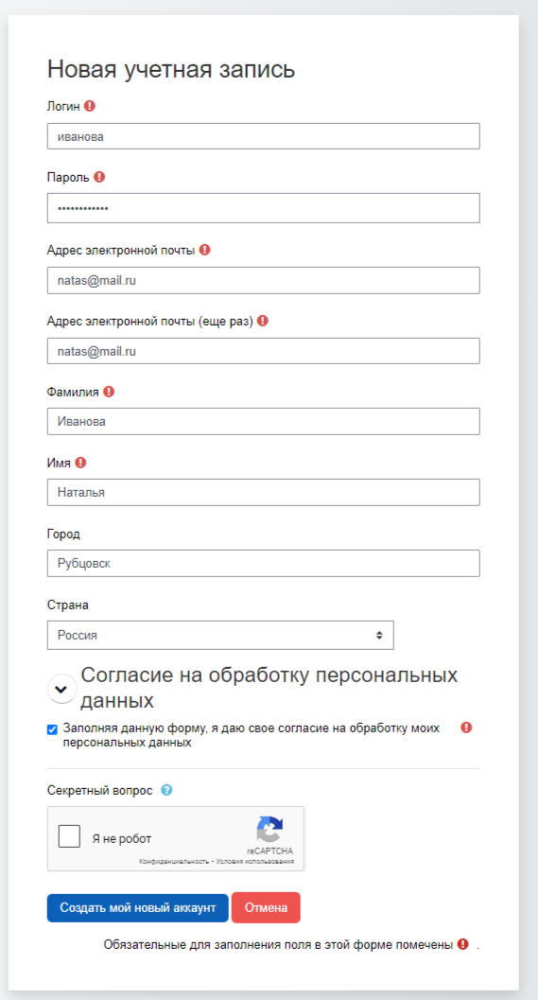 Новая учетная запись
Логин
иванова
Пароль
••••••••••••
Адрес электронной почты
natas@mail.ru
Адрес электронной почты (еще раз)
natas@mail.ru
Фамилия
Иванова
Имя
Наталья
Город
Рубцовск
Страна
Россия
Согласие на обработку персональных
данных
Заполняя данную форму, я даю свое согласие на обработку моих
персональных данных
Секретный вопрос
Я не робот
reCAPTCHA
Конфиденциальность - Условия использования
Создать мой новый аккаунт Отмена
Обязательные для заполнения поля в этой форме помечены .